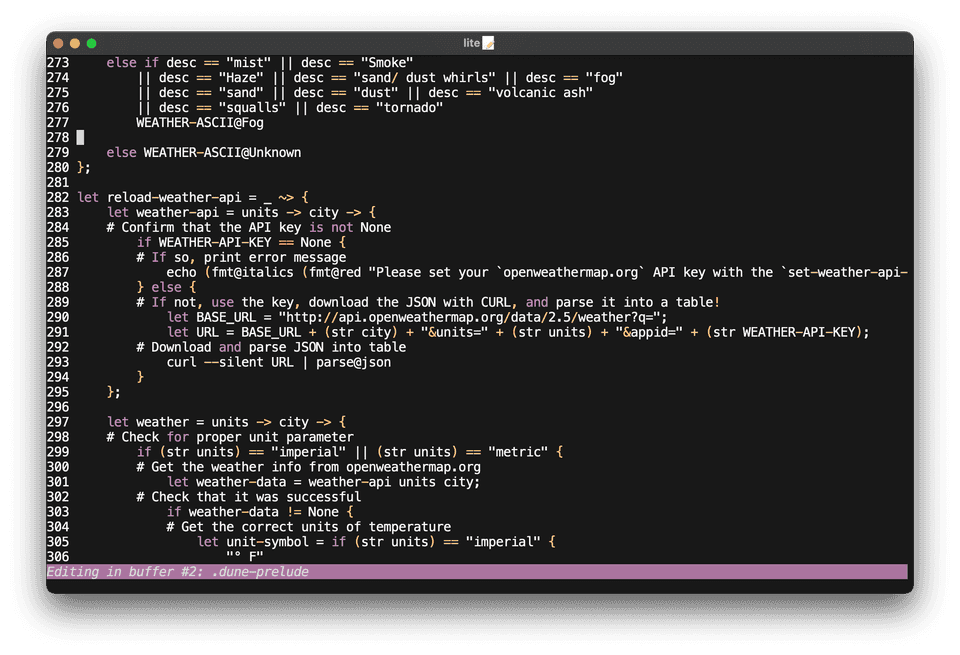 lite📝
273     else if desc == "mist" || desc == "Smoke"
274         || desc == "Haze" || desc == "sand/ dust whirls" || desc == "fog"
275         || desc == "sand" || desc == "dust" || desc == "volcanic ash"
276         || desc == "squalls" || desc == "tornado"
277         WEATHER-ASCII@Fog
278
279     else WEATHER-ASCII@Unknown
280 };
281
282 let reload-weather-api = _ ~> {
283     let weather-api = units -> city -> {
284     # Confirm that the API key is not None
285         if WEATHER-API-KEY == None {
286         # If so, print error message
287             echo (fmt@italics (fmt@red "Please set your `openweathermap.org` API key with the `set-weather-api-
288         } else {
289         # If not, use the key, download the JSON with CURL, and parse it into a table!
290             let BASE_URL = "http://api.openweathermap.org/data/2.5/weather?q=";
291             let URL = BASE_URL + (str city) + "&units=" + (str units) + "&appid=" + (str WEATHER-API-KEY);
292         # Download and parse JSON into table
293             curl --silent URL | parse@json
294         }
295     };
296
297     let weather = units -> city -> {
298     # Check for proper unit parameter
299         if (str units) == "imperial" || (str units) == "metric" {
300         # Get the weather info from openweathermap.org
301             let weather-data = weather-api units city;
302         # Check that it was successful
303             if weather-data != None {
304             # Get the correct units of temperature
305                 let unit-symbol = if (str units) == "imperial" {
306                     "° F"
Editing in buffer #2: .dune-prelude